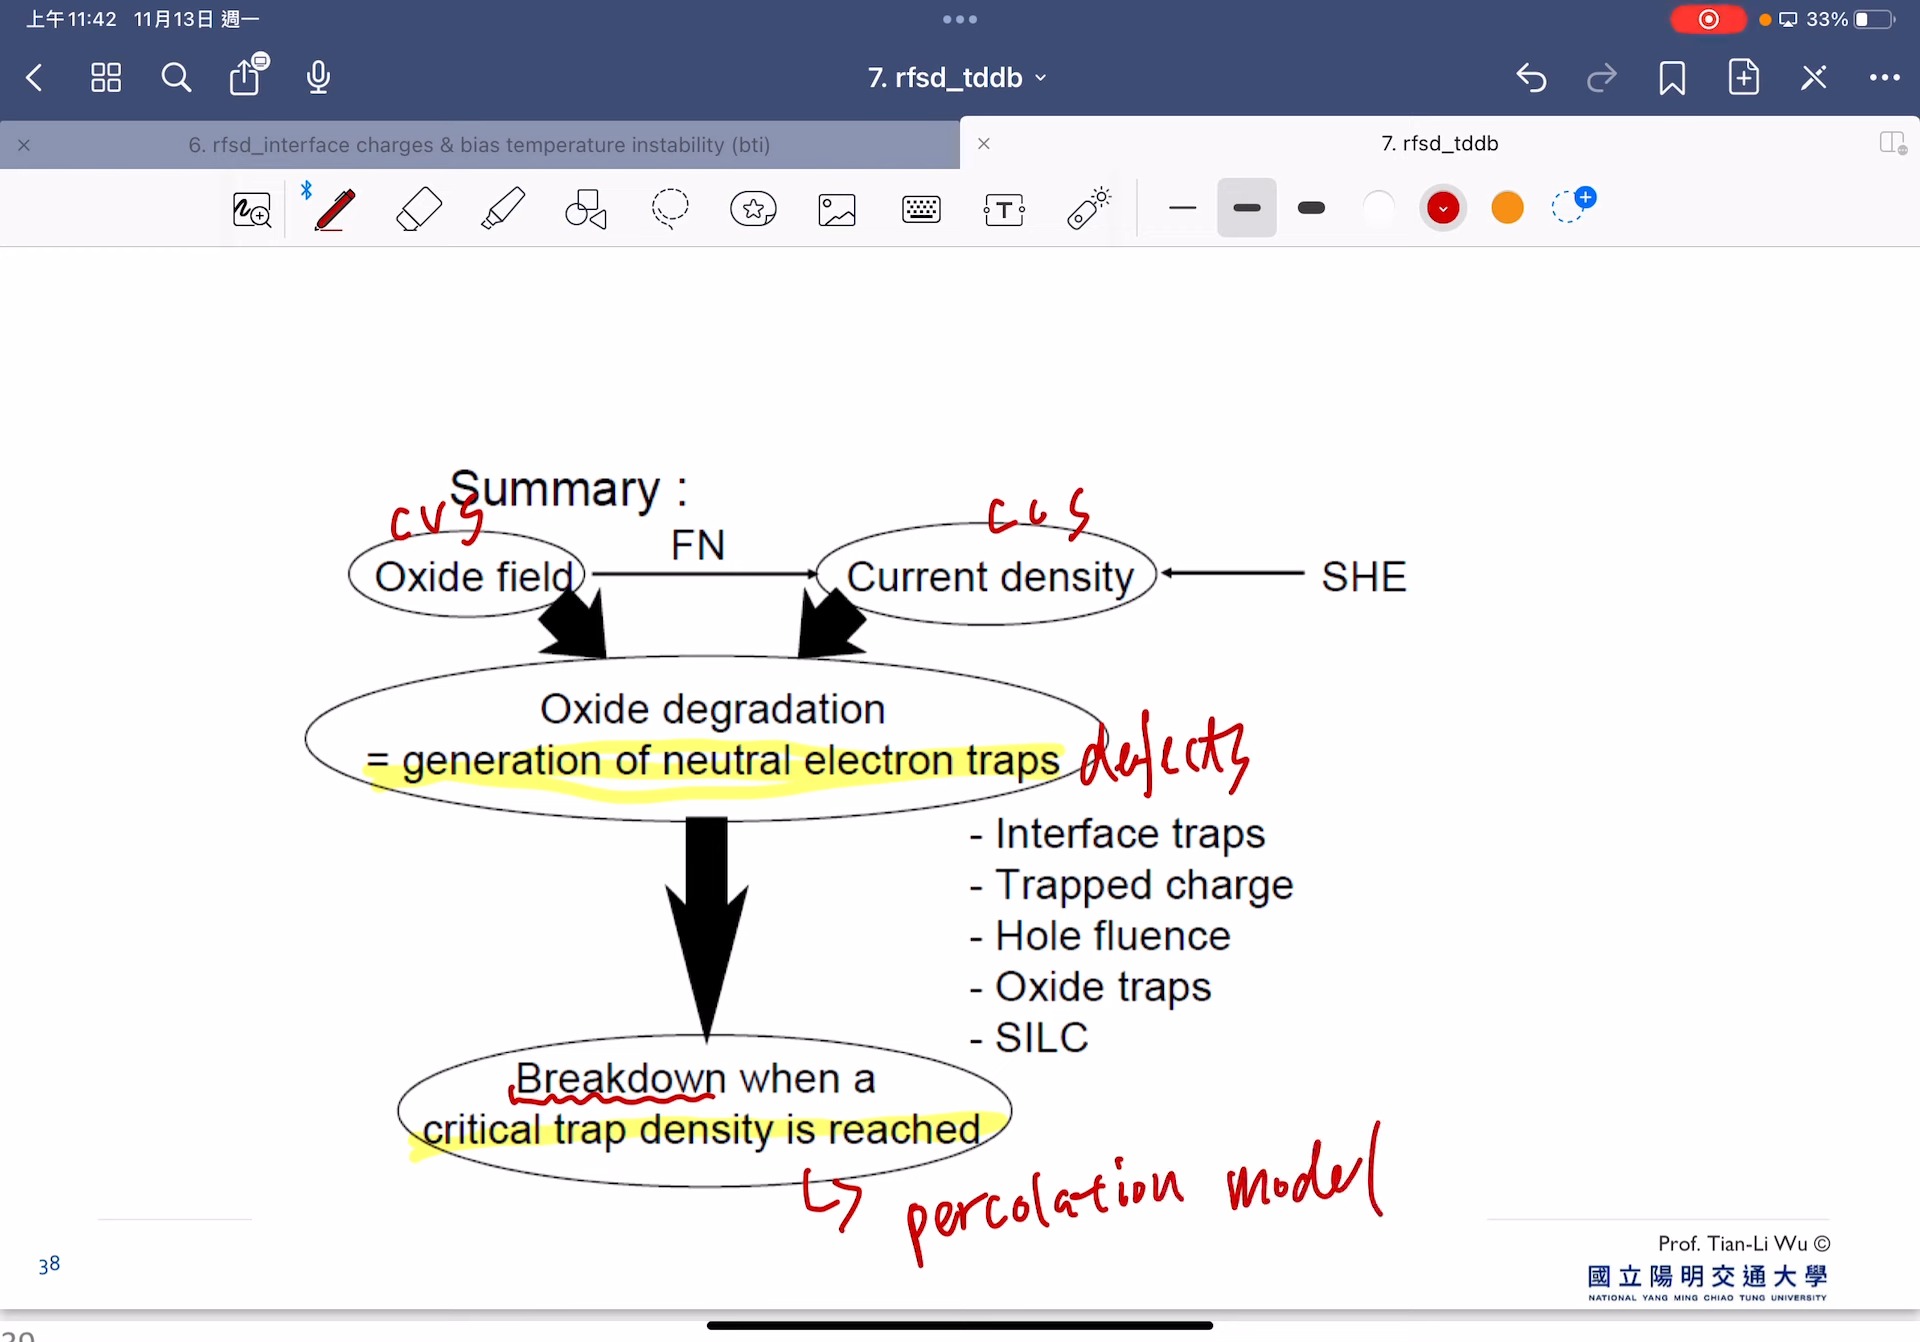 上午11:42 11月13日 週一
33%
7. rfsd_tddb
6. rfsd_interface charges & bias temperature instability (bti)
7. rfsd_tddb
T
Summary :
cvs
ccs
FN
Oxide field
Current density
SHE
Oxide degradation
= generation of neutral electron traps
defects
- Interface traps
- Trapped charge
- Hole fluence
- Oxide traps
- SILC
Breakdown when a
critical trap density is reached
percolation model
38
Prof. Tian-Li Wu ©
國立陽明交通大學
NATIONAL YANG MING CHIAO TUNG UNIVERSITY